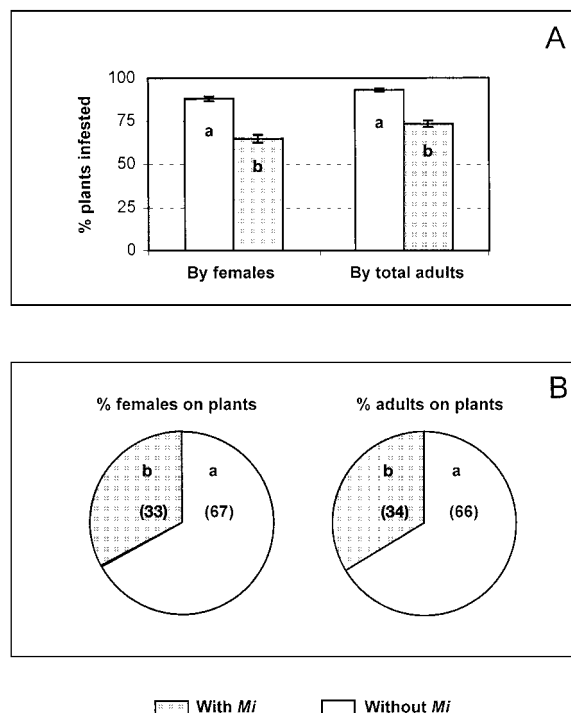 A
% plants infested
100
75
50
25
0
a
b
a
b
By females
By total adults
B
% females on plants
% adults on plants
b
a
(33)
(67)
b
a
(34)
(66)
With Mi
Without Mi